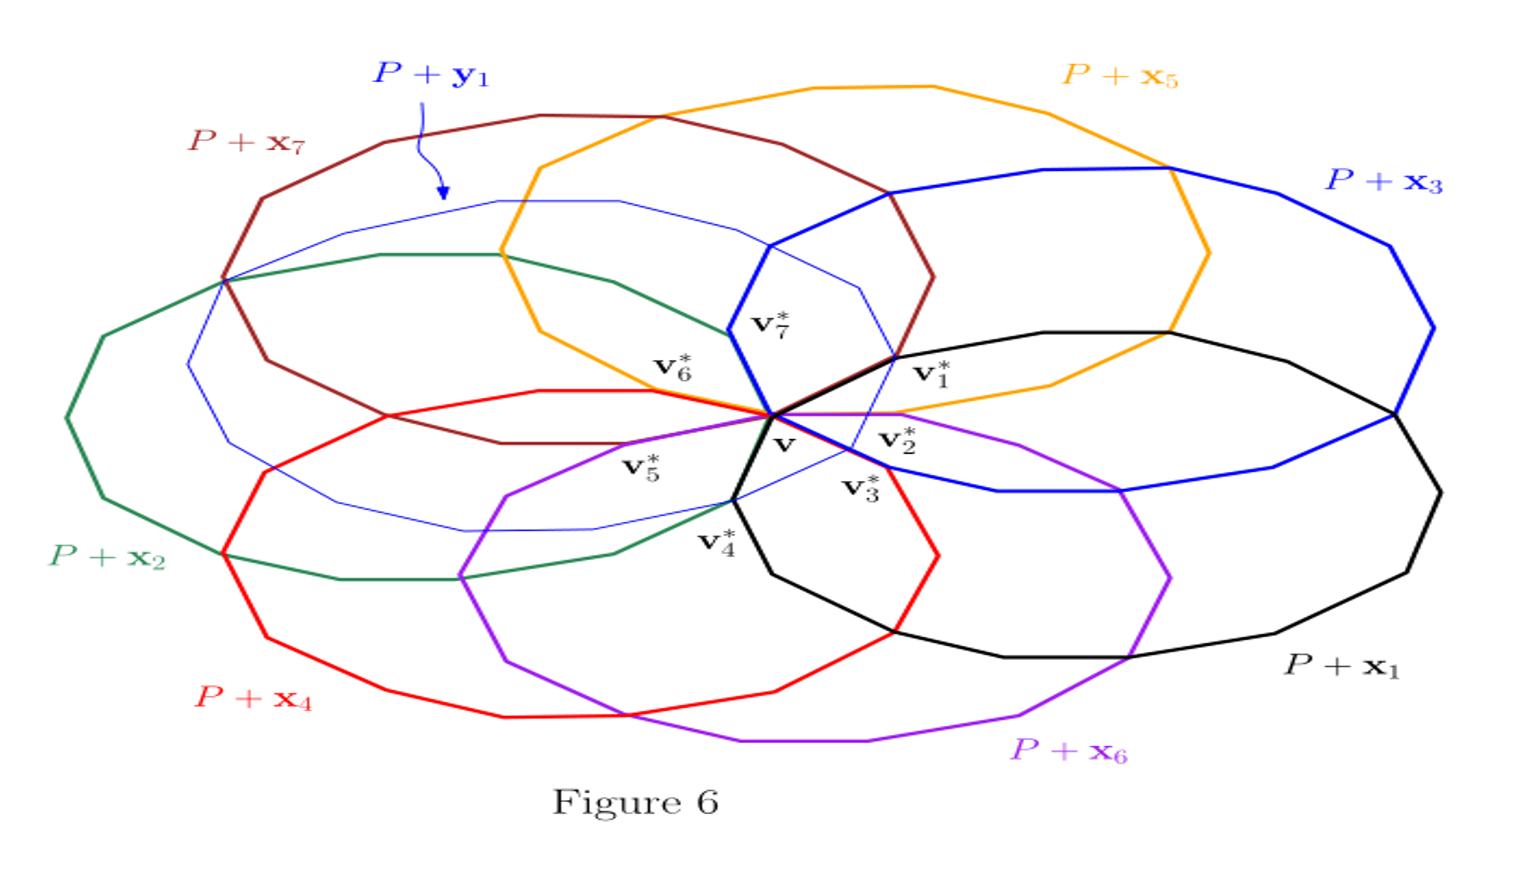 P + y₁
P + x₅
P + x₇
P + x₃
v₇*
v₆*
v₁*
v
v₂*
v₅*
v₃*
v₄*
P + x₂
P + x₁
P + x₄
P + x₆
Figure 6